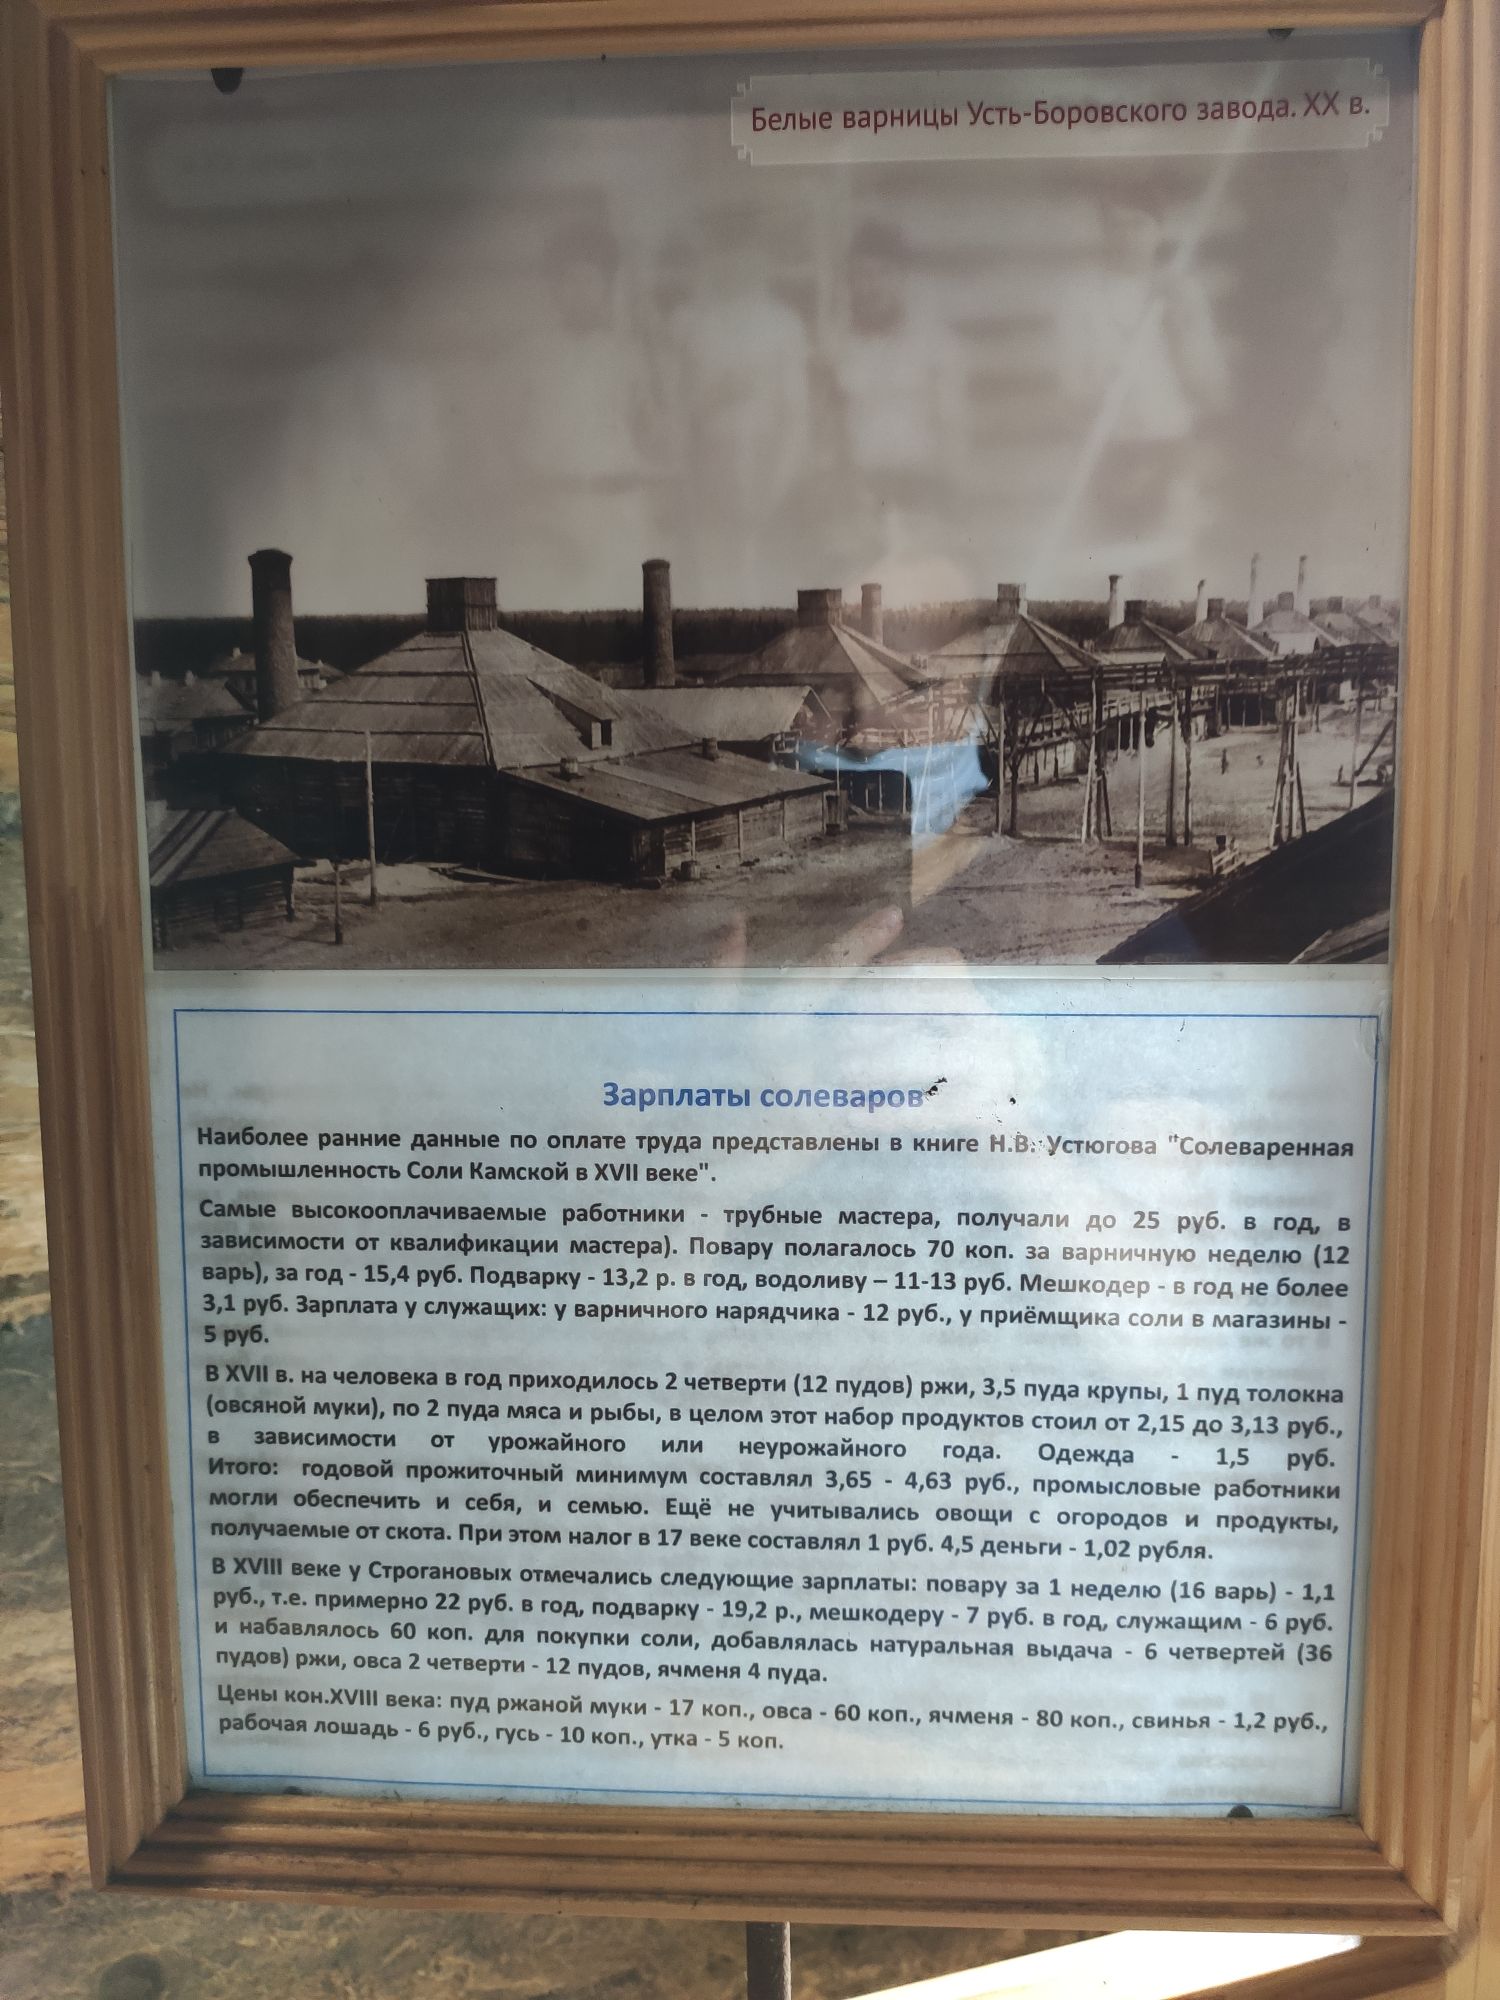 Белые варницы Усть-Боровского завода. XX в.
Зарплаты солеваров
Наиболее ранние данные по оплате труда представлены в книге Н.В. Устюгова "Солеваренная
промышленность Соли Камской в XVII веке".
Самые высокооплачиваемые работники - трубные мастера, получали до 25 руб. в год, в
зависимости от квалификации мастера). Повару полагалось 70 коп. за варничную неделю (12
варь), за год - 15,4 руб. Подварку - 13,2 р. в год, водоливу – 11-13 руб. Мешкодер - в год не более
3,1 руб. Зарплата у служащих: у варничного нарядчика - 12 руб., у приёмщика соли в магазины -
5 руб.
В XVII в. на человека в год приходилось 2 четверти (12 пудов) ржи, 3,5 пуда крупы, 1 пуд толокна
(овсяной муки), по 2 пуда мяса и рыбы, в целом этот набор продуктов стоил от 2,15 до 3,13 руб.,
в зависимости от урожайного или неурожайного года. Одежда - 1,5 руб.
Итого: годовой прожиточный минимум составлял 3,65 - 4,63 руб., промысловые работники
могли обеспечить и себя, и семью. Ещё не учитывались овощи с огородов и продукты,
получаемые от скота. При этом налог в 17 веке составлял 1 руб. 4,5 деньги - 1,02 рубля.
В XVIII веке у Строгановых отмечались следующие зарплаты: повару за 1 неделю (16 варь) - 1,1
руб., т.е. примерно 22 руб. в год, подварку - 19,2 р., мешкодеру - 7 руб. в год, служащим - 6 руб.
и набавлялось 60 коп. для покупки соли, добавлялась натуральная выдача - 6 четвертей (36
пудов) ржи, овса 2 четверти - 12 пудов, ячменя 4 пуда.
Цены кон.XVIII века: пуд ржаной муки - 17 коп., овса - 60 коп., ячменя - 80 коп., свинья - 1,2 руб.,
рабочая лошадь - 6 руб., гусь - 10 коп., утка - 5 коп.